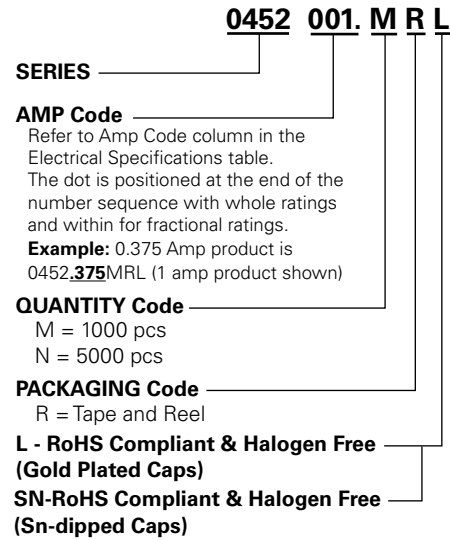 0452 001. M R L
SERIES
AMP Code
Refer to Amp Code column in the
Electrical Specifications table.
The dot is positioned at the end of the
number sequence with whole ratings
and within for fractional ratings.
Example: 0.375 Amp product is
0452.375MRL (1 amp product shown)
QUANTITY Code
M = 1000 pcs
N = 5000 pcs
PACKAGING Code
R = Tape and Reel
L - RoHS Compliant & Halogen Free
(Gold Plated Caps)
SN-RoHS Compliant & Halogen Free
(Sn-dipped Caps)